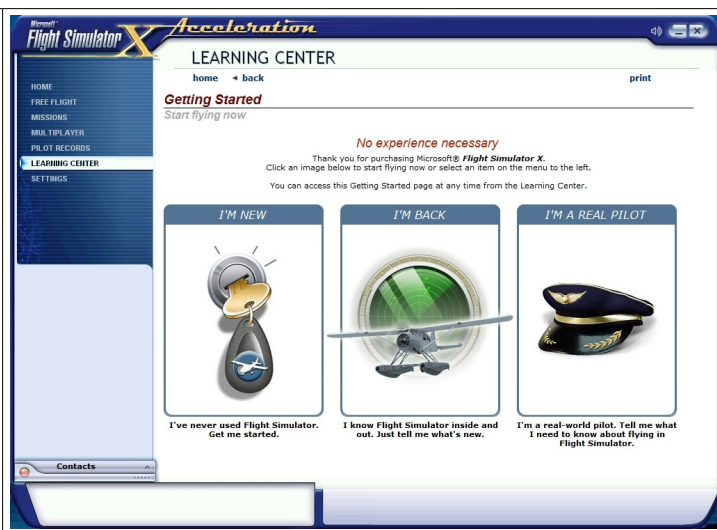 Microsoft®
Flight Simulator X
Acceleration
LEARNING CENTER
home ◄ back
print
HOME
FREE FLIGHT
MISSIONS
MULTIPLAYER
PILOT RECORDS
LEARNING CENTER
SETTINGS
Getting Started
Start flying now
No experience necessary
Thank you for purchasing Microsoft® Flight Simulator X.
Click an image below to start flying now or select an item on the menu to the left.
You can access this Getting Started page at any time from the Learning Center.
I'M NEW
I've never used Flight Simulator.
Get me started.
I'M BACK
I know Flight Simulator inside and
out. Just tell me what's new.
I'M A REAL PILOT
I'm a real-world pilot. Tell me what
I need to know about flying in
Flight Simulator.
Contacts